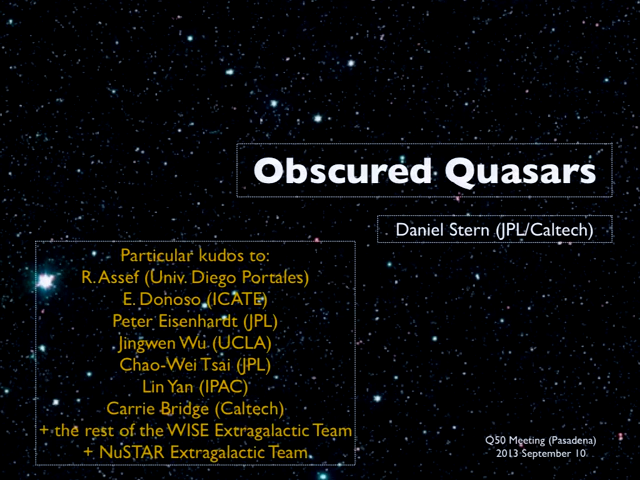 Obscured Quasars
Daniel Stern (JPL/Caltech)
Particular kudos to:
R. Assef (Univ. Diego Portales)
E. Donoso (ICATE)
Peter Eisenhardt (JPL)
Jingwen Wu (UCLA)
Chao-Wei Tsai (JPL)
Lin Yan (IPAC)
Carrie Bridge (Caltech)
+ the rest of the WISE Extragalactic Team
+ NuSTAR Extragalactic Team
Q50 Meeting (Pasadena)
2013 September 10